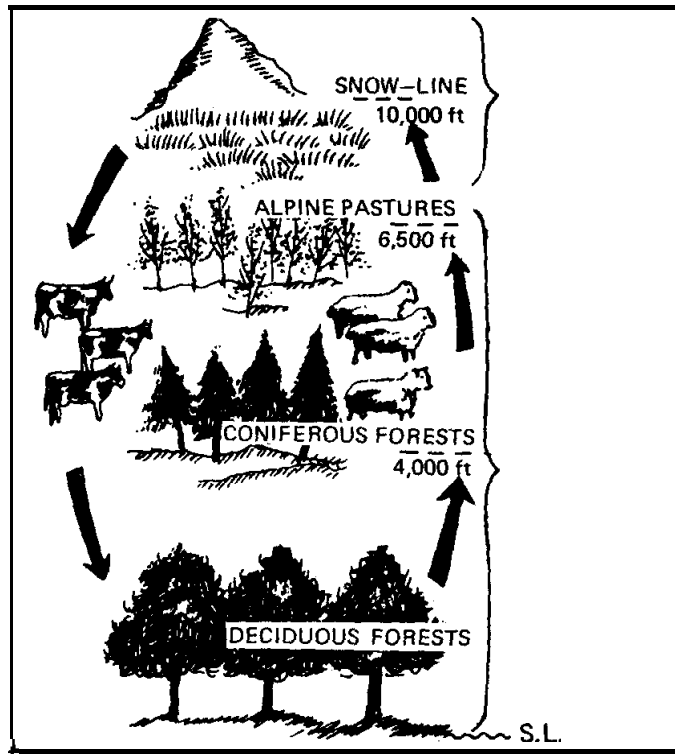 SNOW–LINE
10,000 ft
ALPINE PASTURES
6,500 ft
CONIFEROUS FORESTS
4,000 ft
DECIDUOUS FORESTS
S.L.